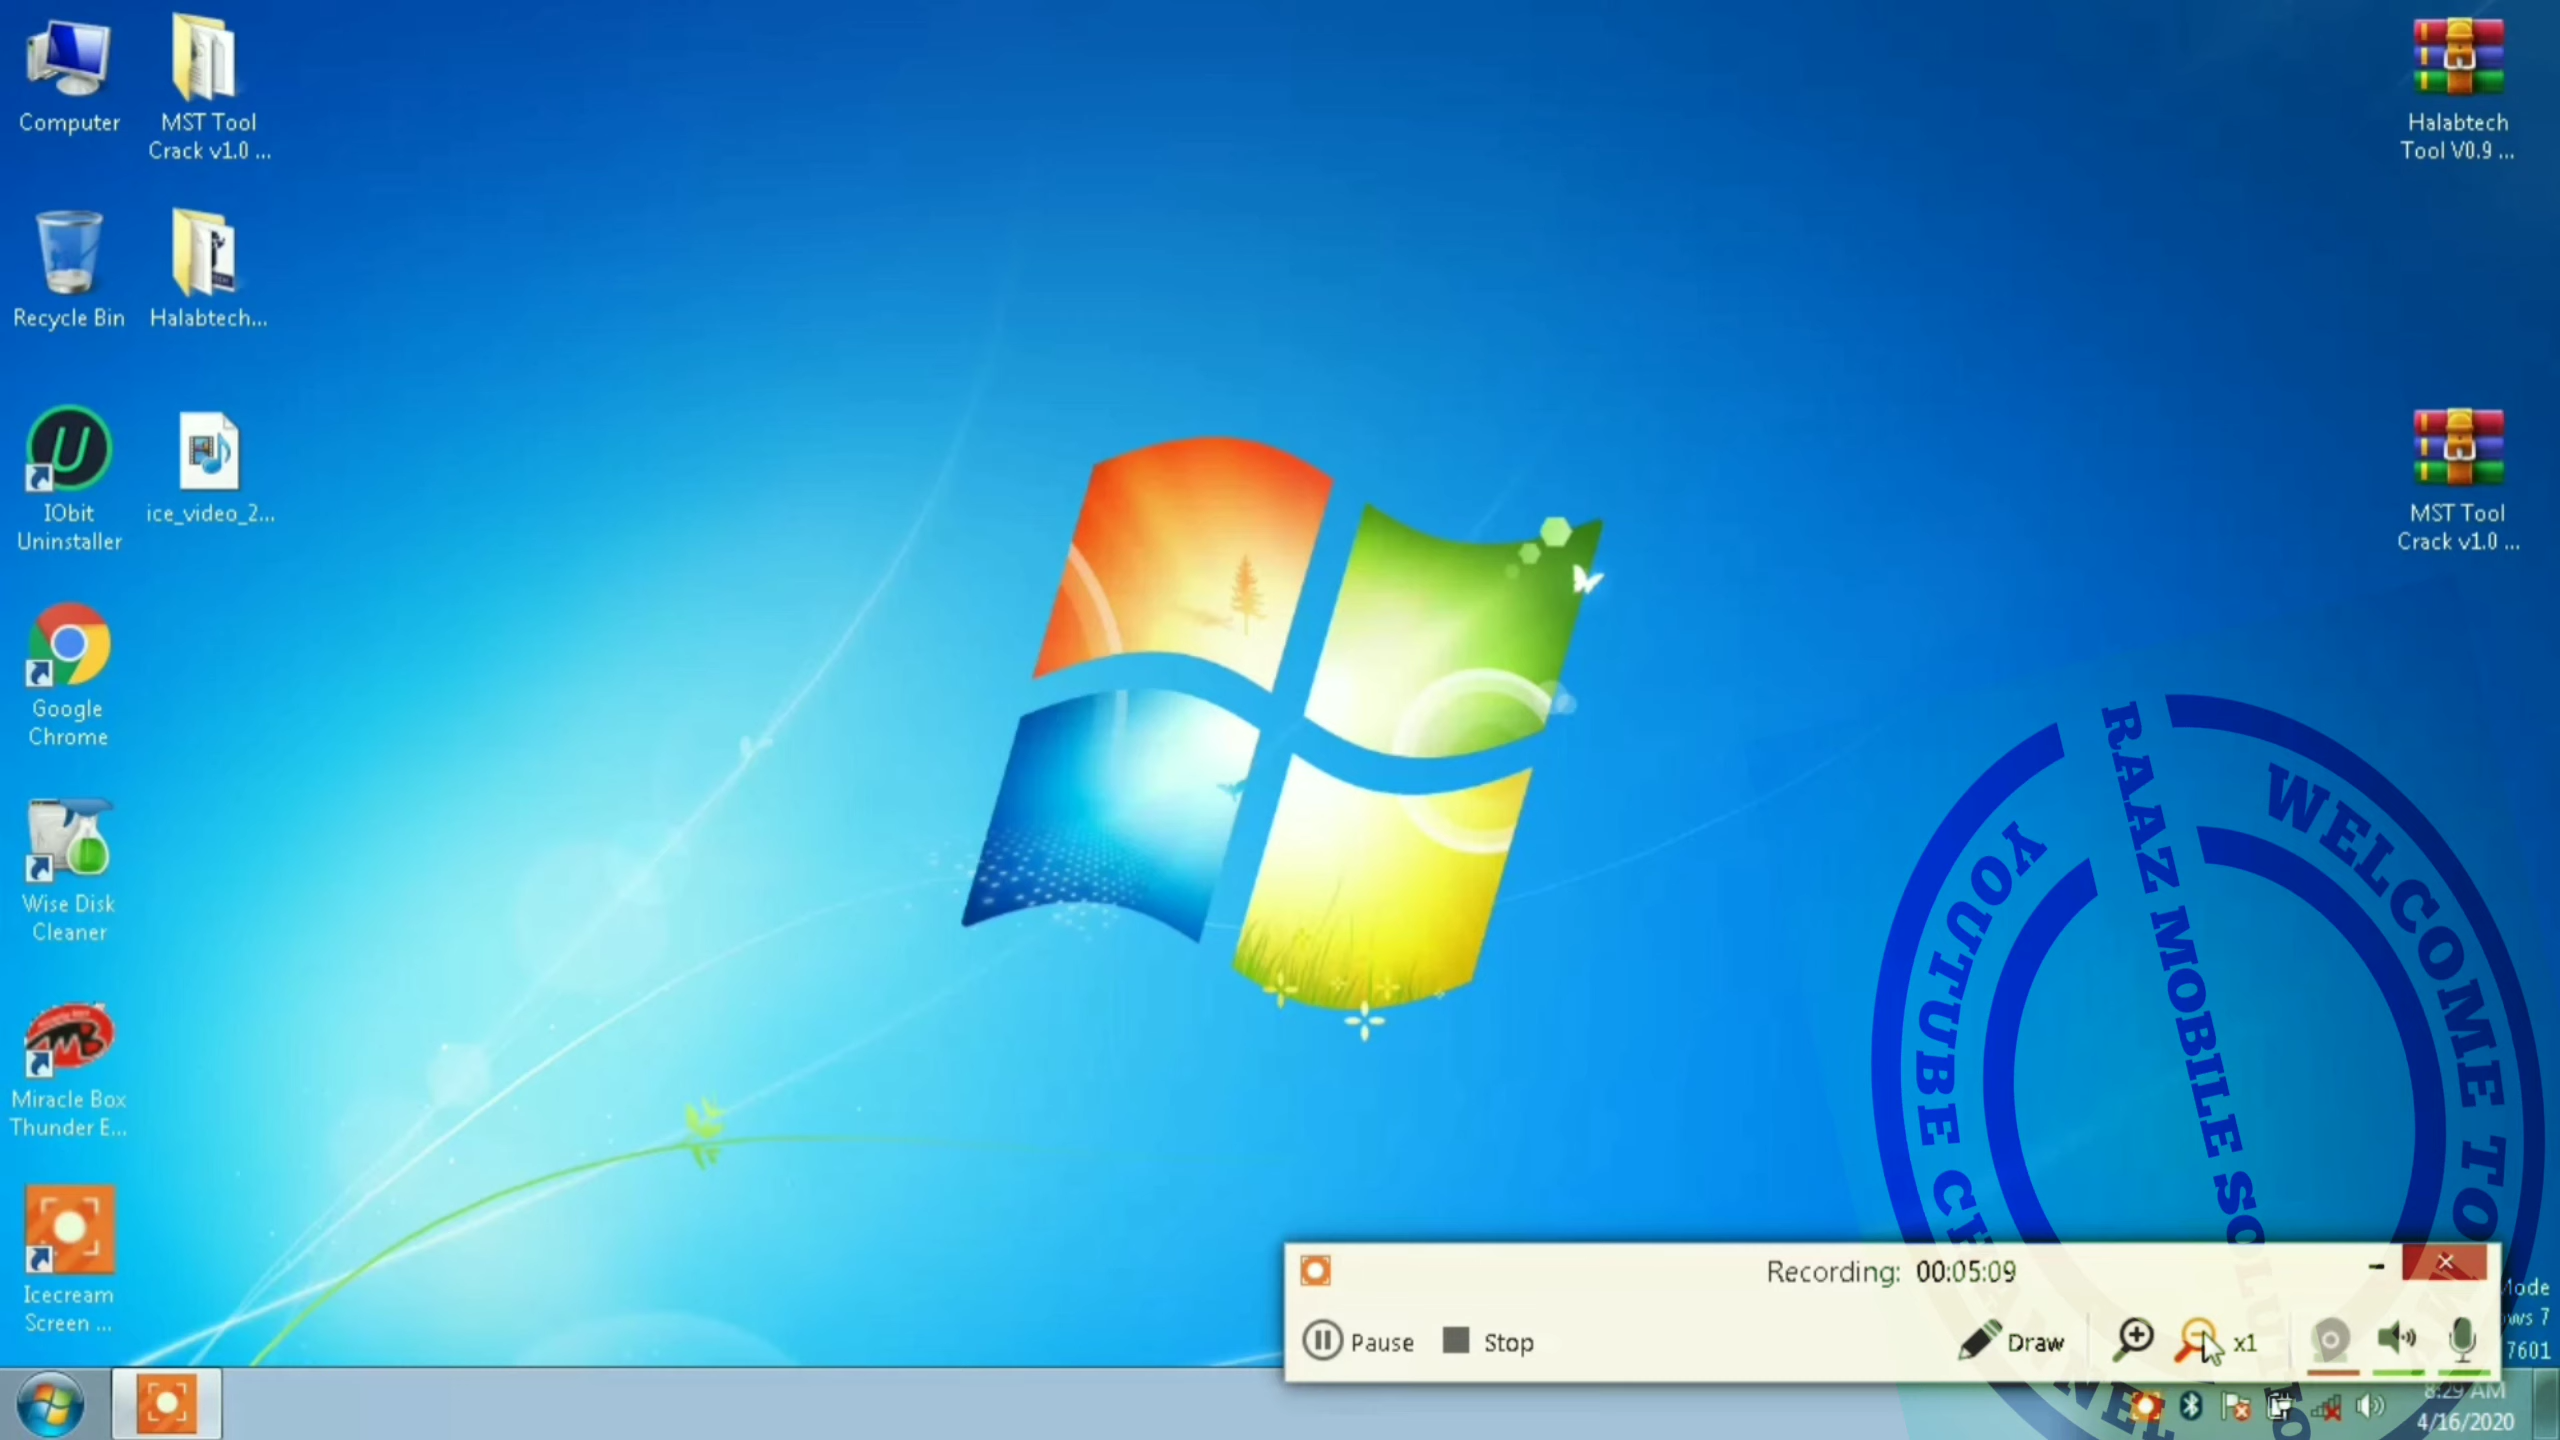 Computer
MST Tool
Crack v1.0 ...
Recycle Bin
Halabtech...
IObit
Uninstaller
ice_video_2...
Google
Chrome
Wise Disk
Cleaner
Miracle Box
Thunder E...
Icecream
Screen ...
Halabtech
Tool V0.9 ...
MST Tool
Crack v1.0 ...
WELCOME TO
RAAZ MOBILE
YOUTUBE
Recording: 00:05:09
Pause
Stop
Draw
x1
7601
8:29 AM
4/16/2020